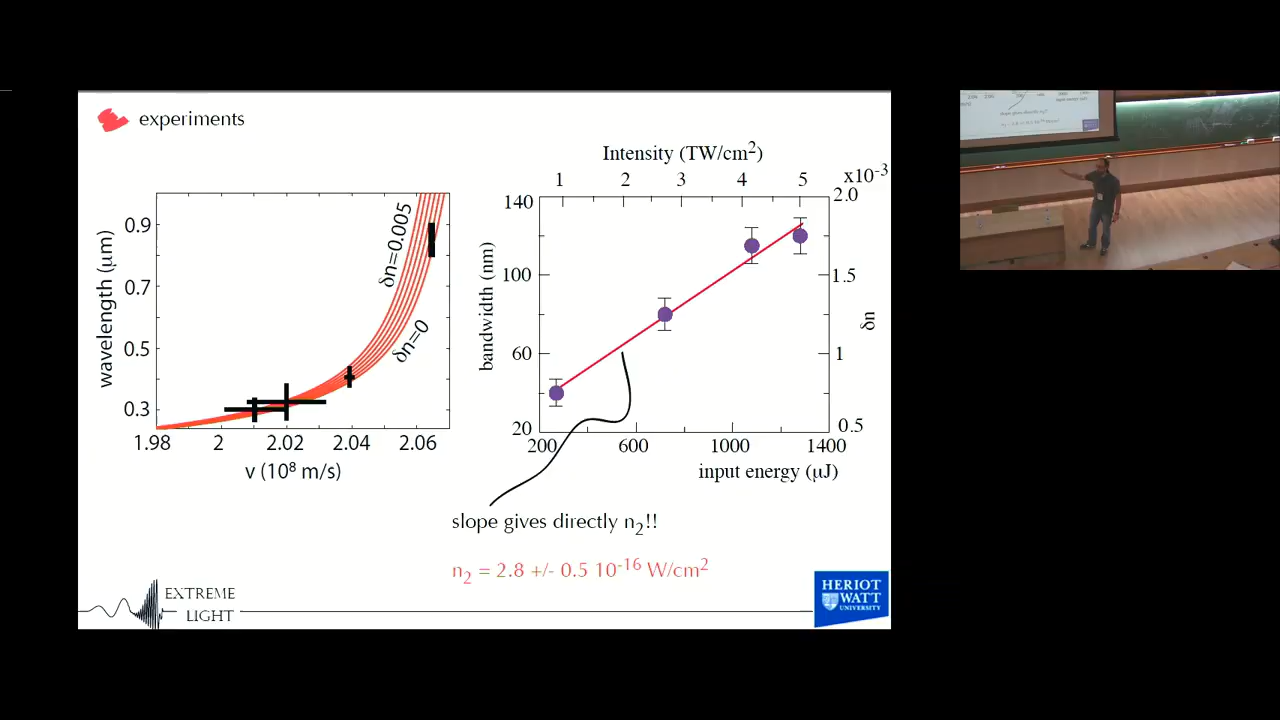 experiments
wavelength (μm)
0.9
0.7
0.5
0.3
δn=0.005
δn=0
1.98
2
2.02
2.04
2.06
v (10⁸ m/s)
Intensity (TW/cm²)
1
2
3
4
5
x10⁻³
bandwidth (nm)
140
100
60
20
2.0
1.5
1
0.5
δn
200
600
1000
1400
input energy (μJ)
slope gives directly n₂!!
n₂ = 2.8 +/- 0.5 10⁻¹⁶ W/cm²
EXTREME
LIGHT
HERIOT
WATT
UNIVERSITY